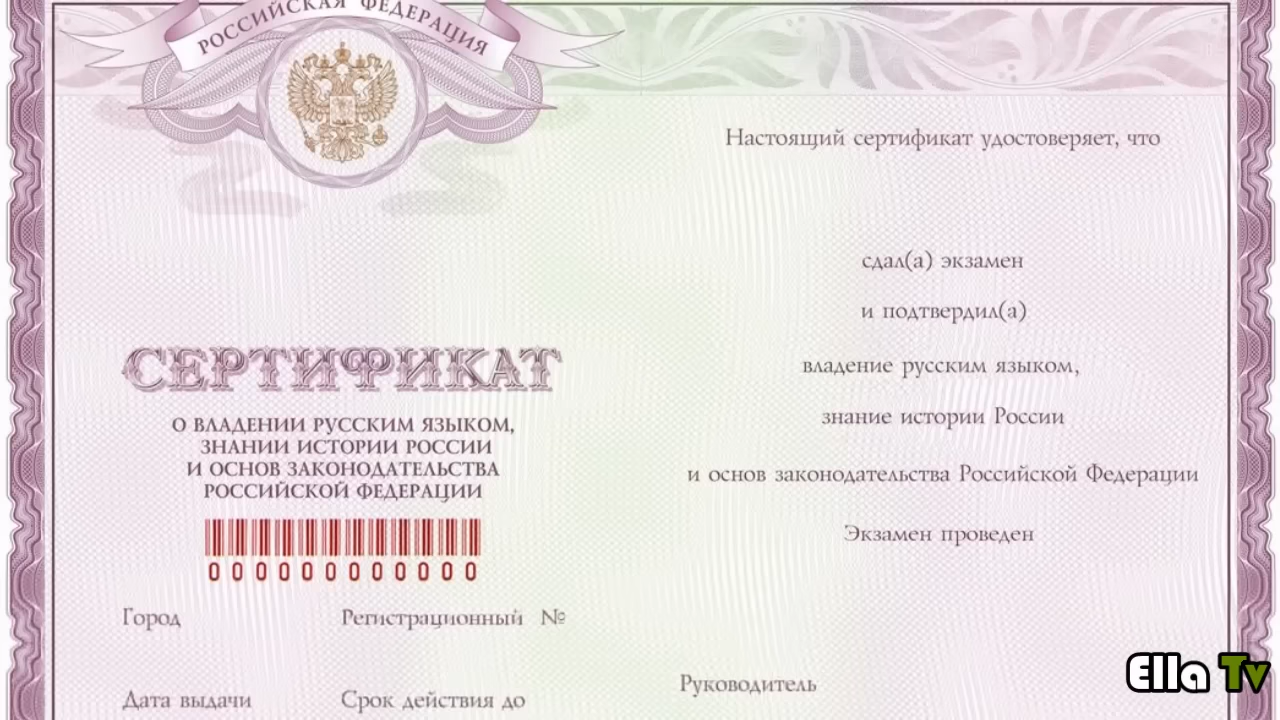 РОССИЙСКАЯ ФЕДЕРАЦИЯ
СЕРТИФИКАТ
О ВЛАДЕНИИ РУССКИМ ЯЗЫКОМ,
ЗНАНИИ ИСТОРИИ РОССИИ
И ОСНОВ ЗАКОНОДАТЕЛЬСТВА
РОССИЙСКОЙ ФЕДЕРАЦИИ
000000000000
Город Регистрационный №
Дата выдачи Срок действия до
Настоящий сертификат удостоверяет, что
сдал(а) экзамен
и подтвердил(а)
владение русским языком,
знание истории России
и основ законодательства Российской Федерации
Экзамен проведен
Руководитель
Ella Tv